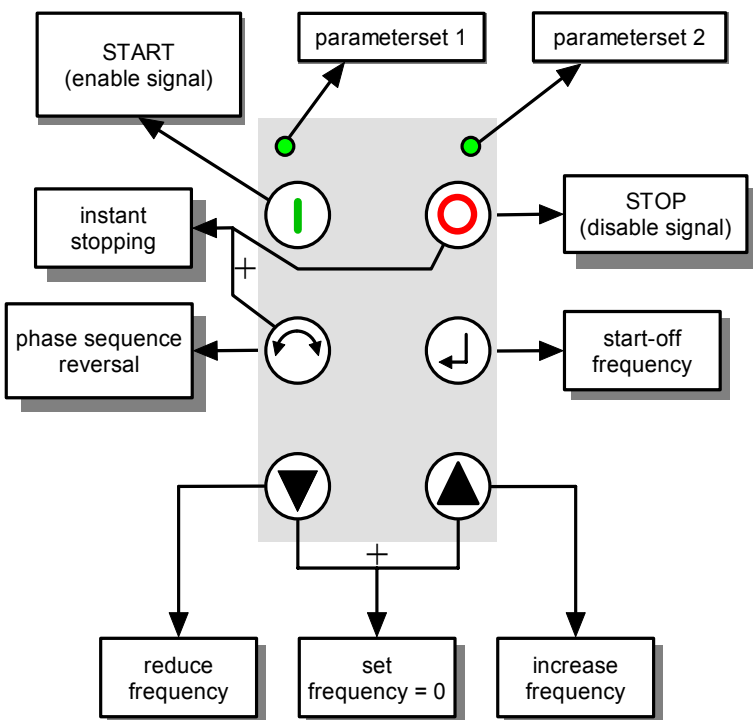 START
(enable signal)
parameterset 1
parameterset 2
instant
stopping
+
STOP
(disable signal)
phase sequence
reversal
start-off
frequency
+
reduce
frequency
set
frequency = 0
increase
frequency